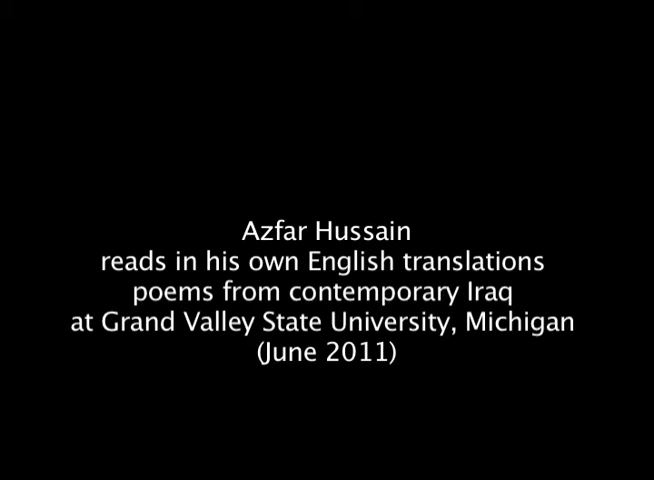 Azfar Hussain
reads in his own English translations
poems from contemporary Iraq
at Grand Valley State University, Michigan
(June 2011)